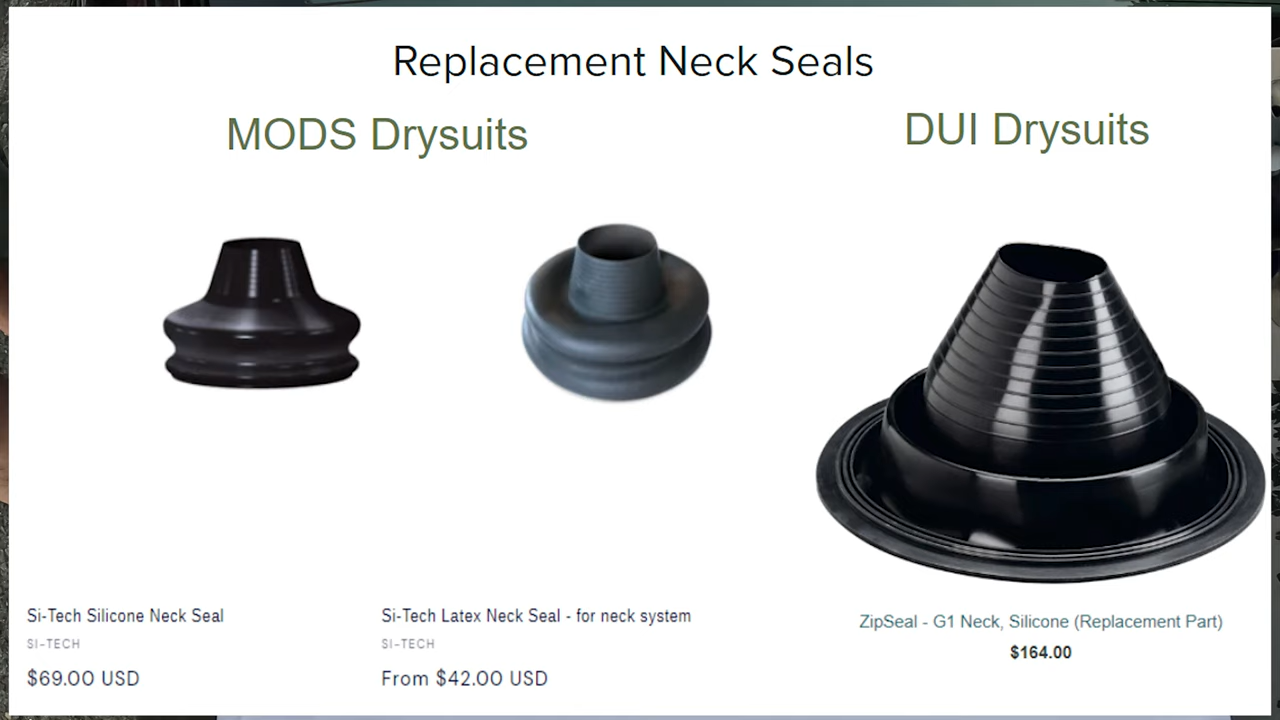 Replacement Neck Seals
MODS Drysuits
DUI Drysuits
Si-Tech Silicone Neck Seal
SI-TECH
$69.00 USD
Si-Tech Latex Neck Seal - for neck system
SI-TECH
From $42.00 USD
ZipSeal - G1 Neck, Silicone (Replacement Part)
$164.00